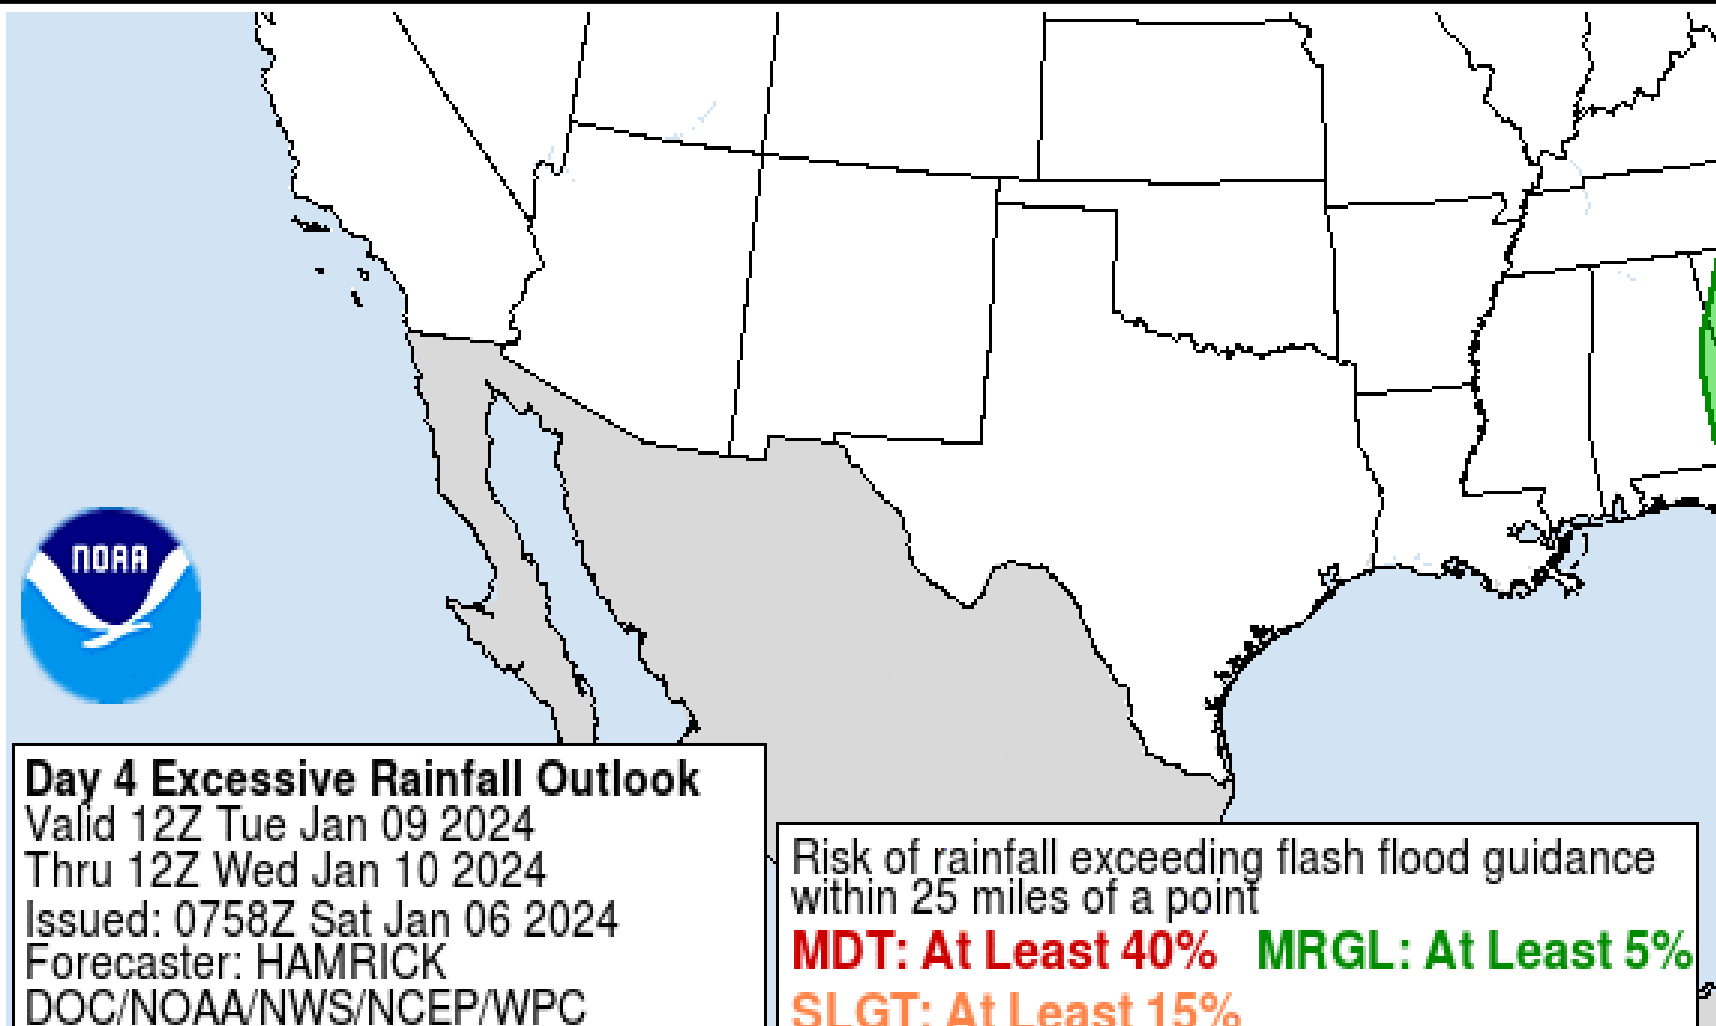 NOAA
Day 4 Excessive Rainfall Outlook
Valid 12Z Tue Jan 09 2024
Thru 12Z Wed Jan 10 2024
Issued: 0758Z Sat Jan 06 2024
Forecaster: HAMRICK
DOC/NOAA/NWS/NCEP/WPC
Risk of rainfall exceeding flash flood guidance
within 25 miles of a point
MDT: At Least 40% MRGL: At Least 5%
SLGT: At Least 15%